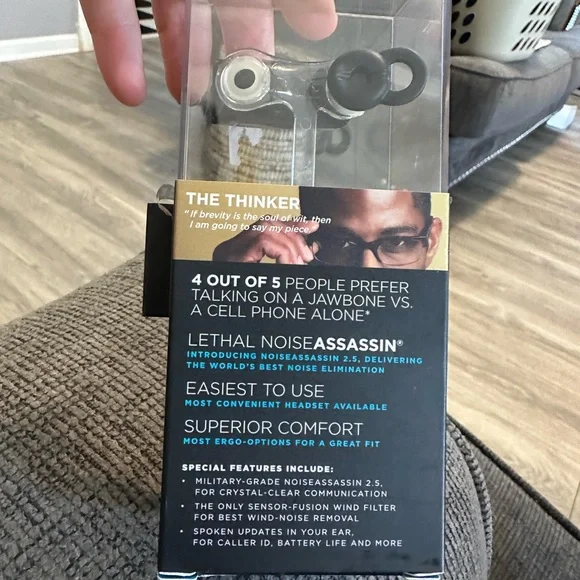 THE THINKER
"If brevity is the soul of wit, then
I am going to say my piece."
4 OUT OF 5 PEOPLE PREFER
TALKING ON A JAWBONE VS.
A CELL PHONE ALONE*
LETHAL NOISEASSASSIN®
INTRODUCING NOISEASSASSIN 2.5, DELIVERING
THE WORLD'S BEST NOISE ELIMINATION
EASIEST TO USE
MOST CONVENIENT HEADSET AVAILABLE
SUPERIOR COMFORT
MOST ERGO-OPTIONS FOR A GREAT FIT
SPECIAL FEATURES INCLUDE:
• MILITARY-GRADE NOISEASSASSIN 2.5,
FOR CRYSTAL-CLEAR COMMUNICATION
• THE ONLY SENSOR-FUSION WIND FILTER
FOR BEST WIND-NOISE REMOVAL
• SPOKEN UPDATES IN YOUR EAR,
FOR CALLER ID, BATTERY LIFE AND MORE